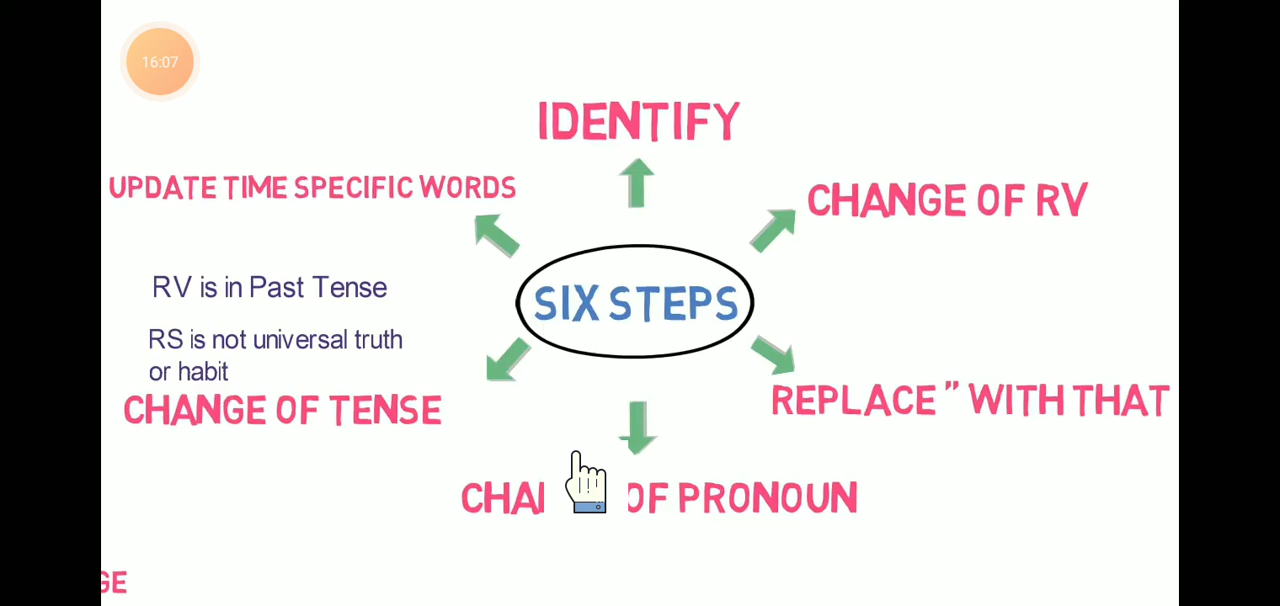 16:07
IDENTIFY
UPDATE TIME SPECIFIC WORDS
CHANGE OF RV
RV is in Past Tense
SIX STEPS
RS is not universal truth
or habit
CHANGE OF TENSE
REPLACE " WITH THAT
OF PRONOUN